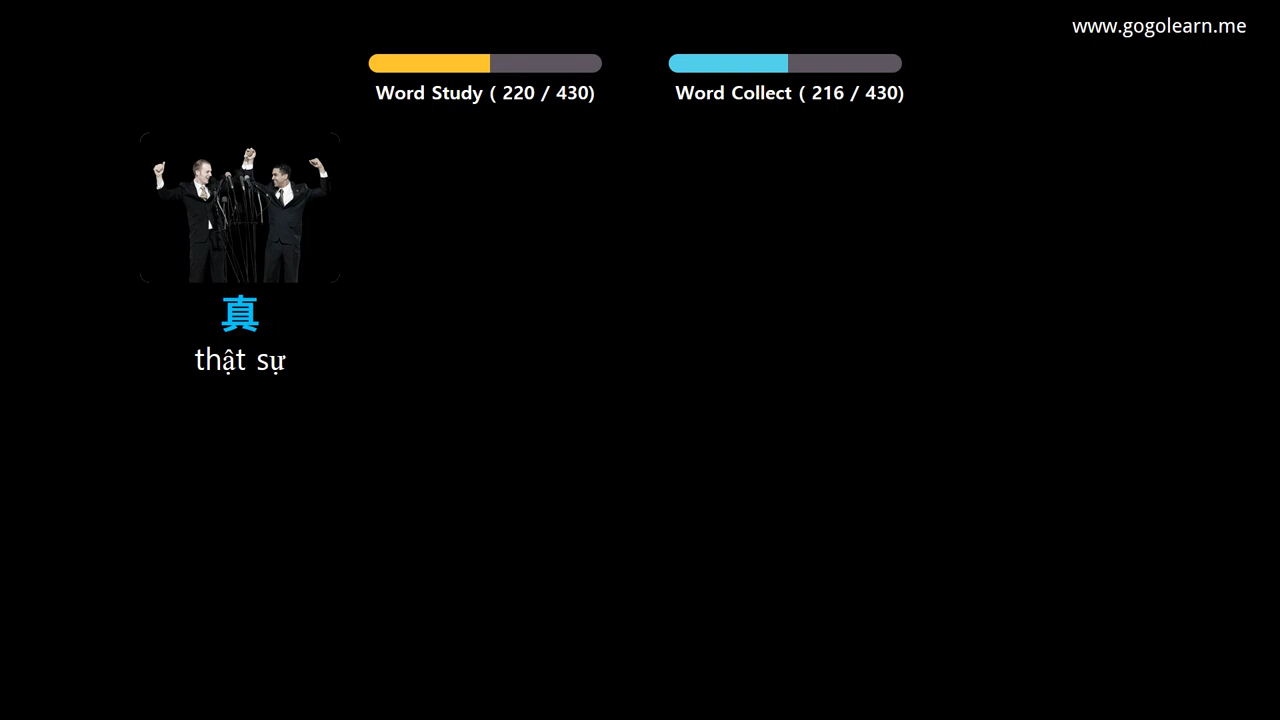 www.gogolearn.me
Word Study ( 220 / 430)
Word Collect ( 216 / 430)
真
thật sự